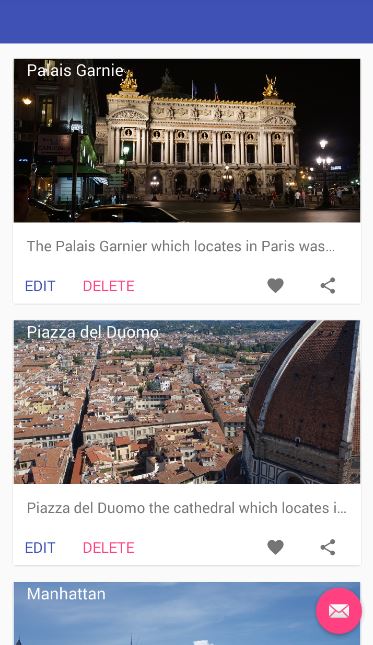 Palais Garnie
The Palais Garnier which locates in Paris was...
EDIT DELETE
Piazza del Duomo
Piazza del Duomo the cathedral which locates i...
EDIT DELETE
Manhattan